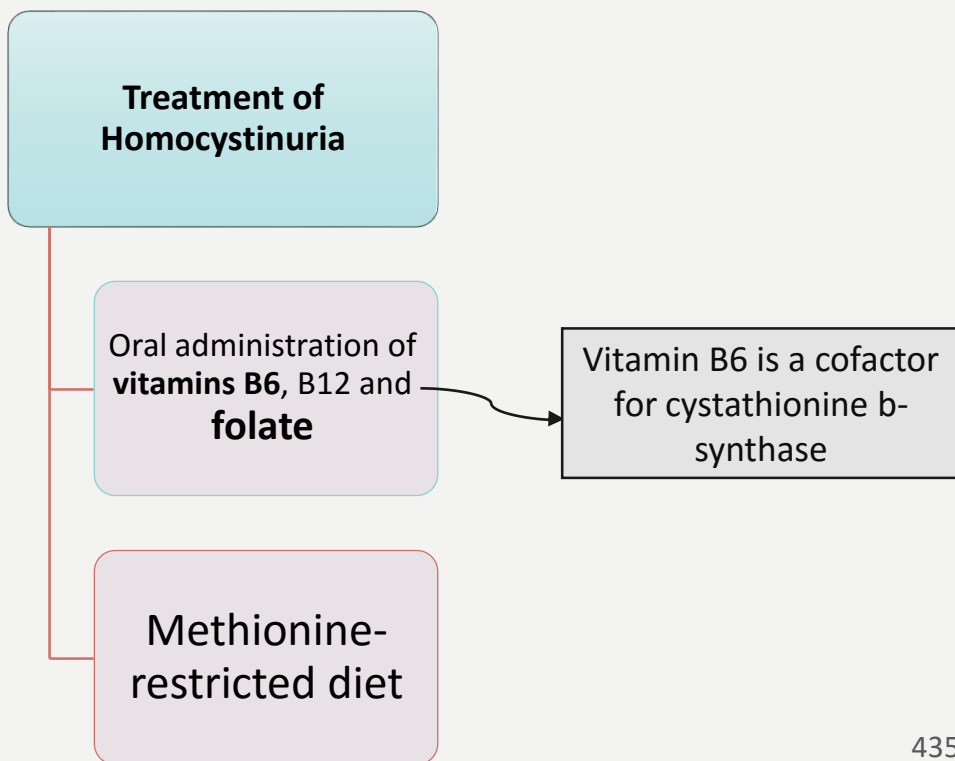 Treatment of
Homocystinuria
Oral administration of
vitamins B6, B12 and
folate
Vitamin B6 is a cofactor
for cystathionine b-
synthase
Methionine-
restricted diet
435